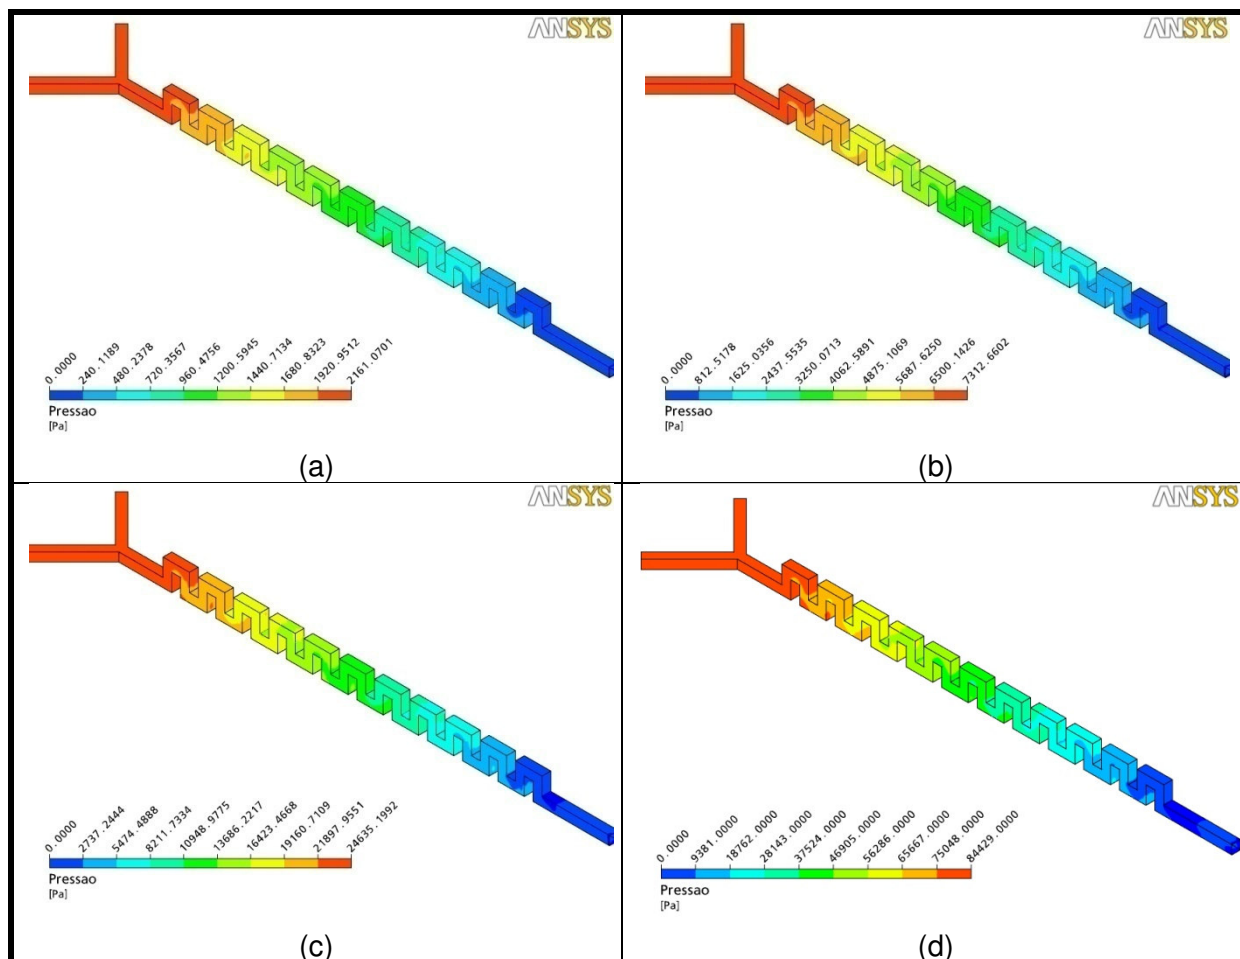 ANSYS
0.0000
240.1189
480.2378
720.3567
960.4756
1200.5945
1440.7134
1680.8323
1920.9512
2161.0701
Pressao
[Pa]
(a)
ANSYS
0.0000
812.5178
1625.0356
2437.5535
3250.0713
4062.5891
4875.1069
5687.6250
6500.1426
7312.6602
Pressao
[Pa]
(b)
ANSYS
0.0000
2737.2444
5474.4888
8211.7334
10948.9775
13686.2217
16423.4668
19160.7109
21897.9551
24635.1992
Pressao
[Pa]
(c)
ANSYS
0.0000
9381.0000
18762.0000
28143.0000
37524.0000
46905.0000
56286.0000
65667.0000
75048.0000
84429.0000
Pressao
[Pa]
(d)